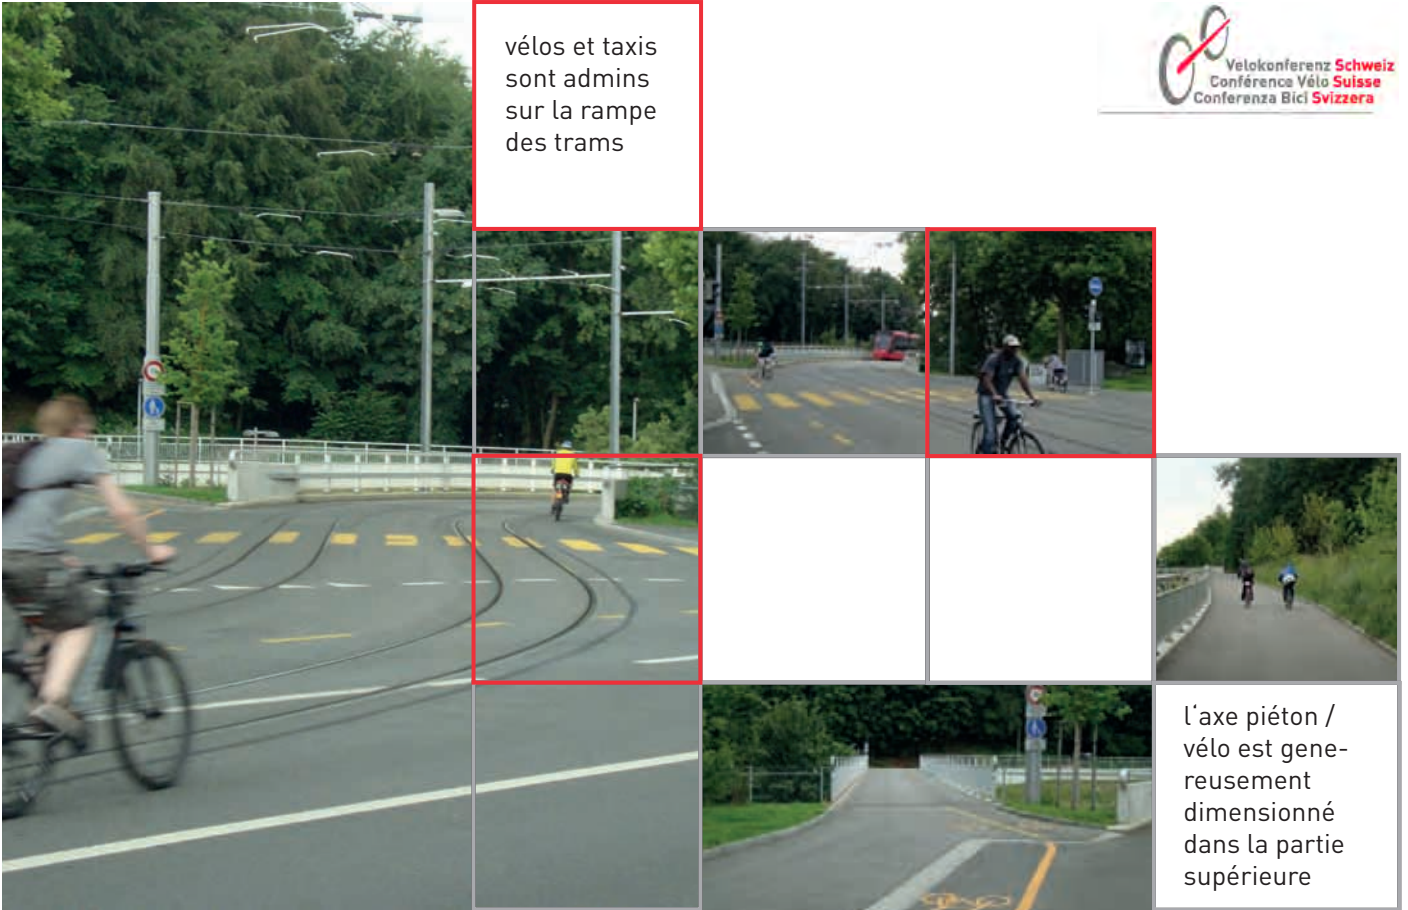 vélos et taxis
sont admins
sur la rampe
des trams
Velokonferenz Schweiz
Conférence Vélo Suisse
Conferenza Bici Svizzera
l‘axe piéton /
vélo est gene-
reusement
dimensionné
dans la partie
supérieure